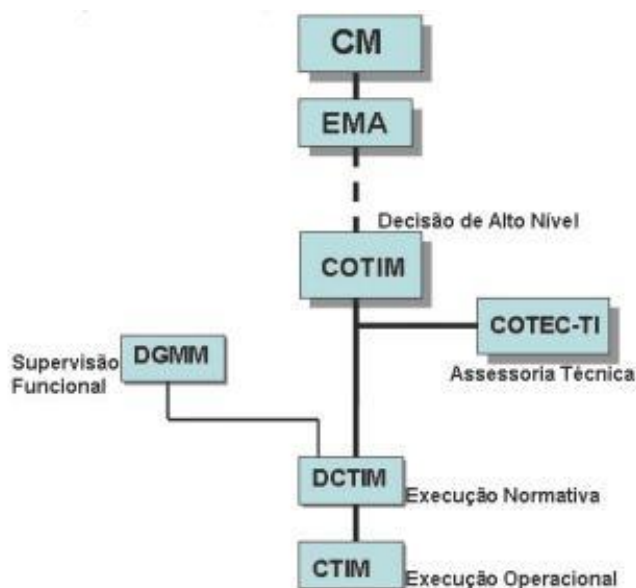 CM
EMA
Decisão de Alto Nível
COTIM
COTEC-TI
Assessoria Técnica
DGMM
Supervisão
Funcional
DCTIM
Execução Normativa
CTIM
Execução Operacional